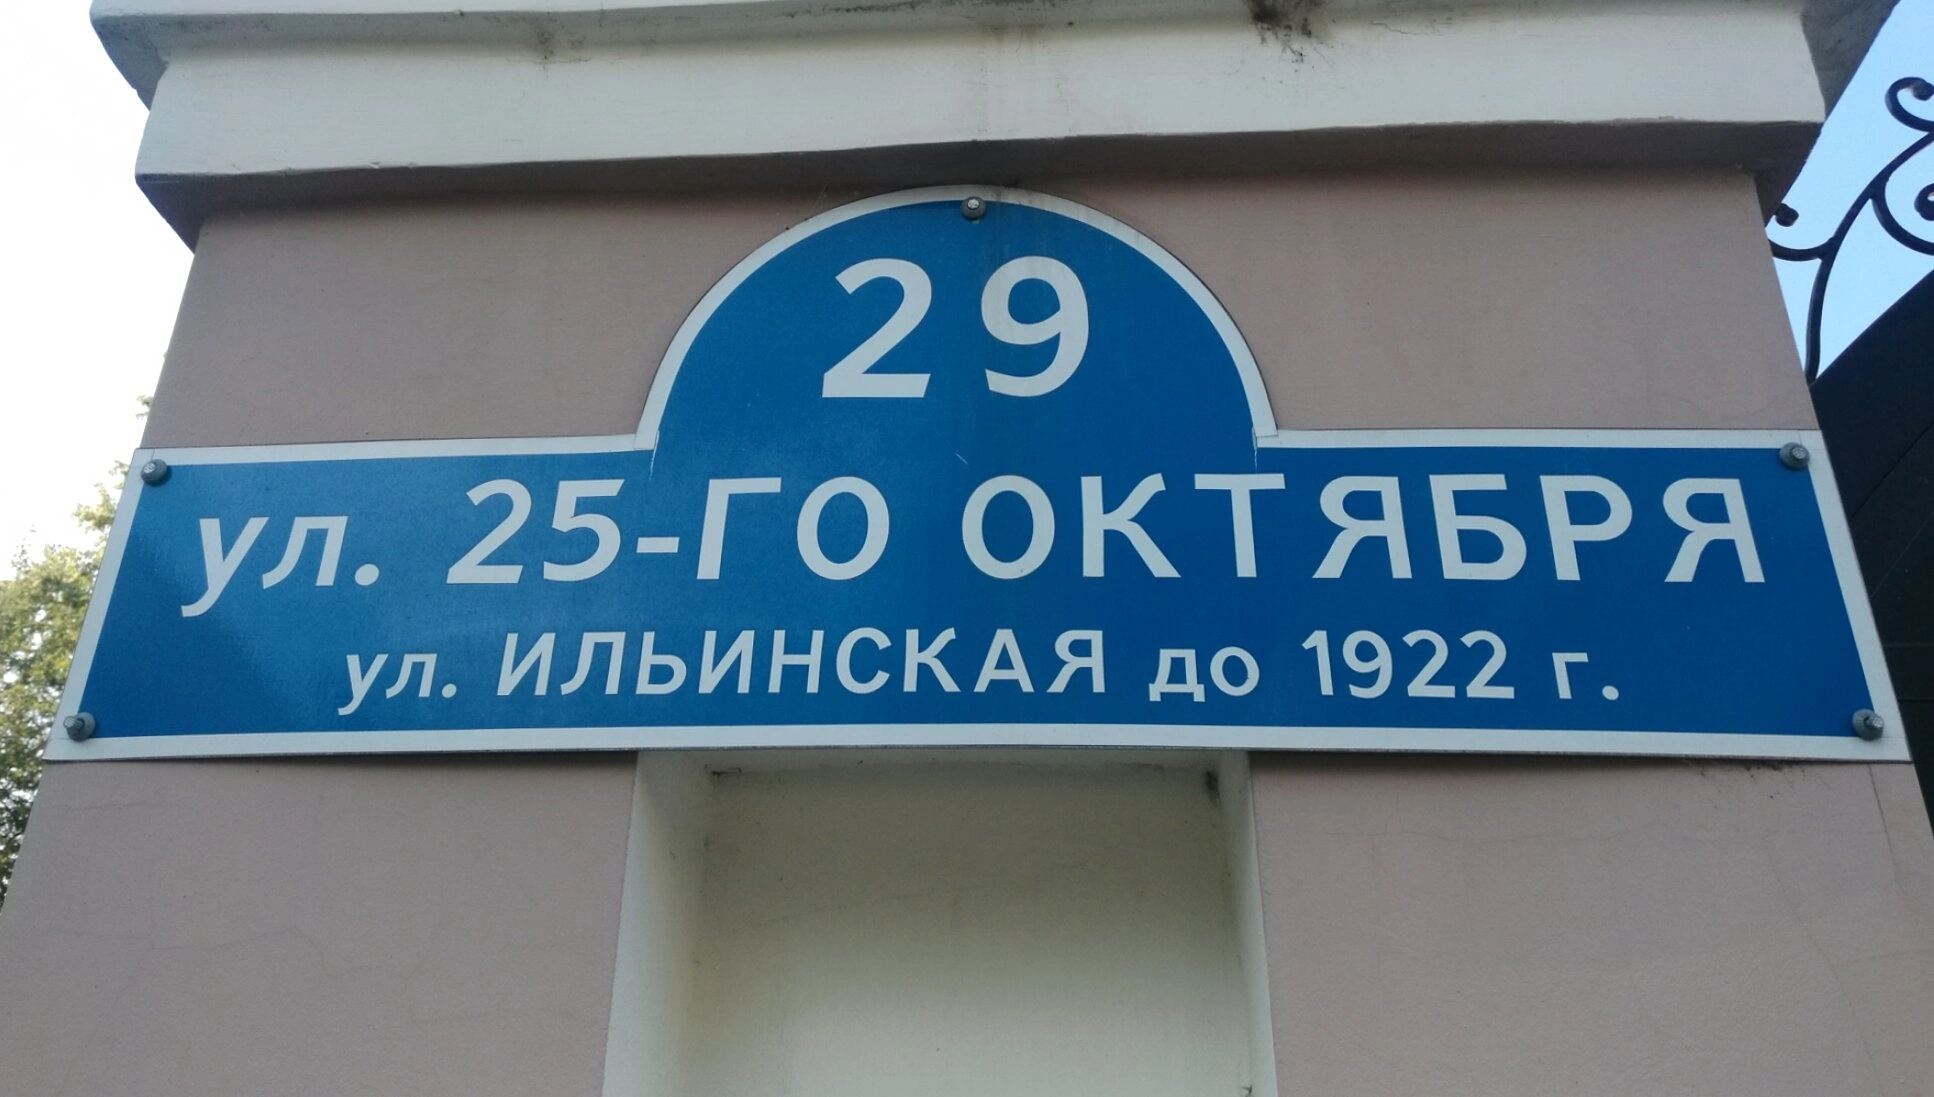 29
ул. 25-ГО ОКТЯБРЯ
ул. ИЛЬИНСКАЯ до 1922 г.